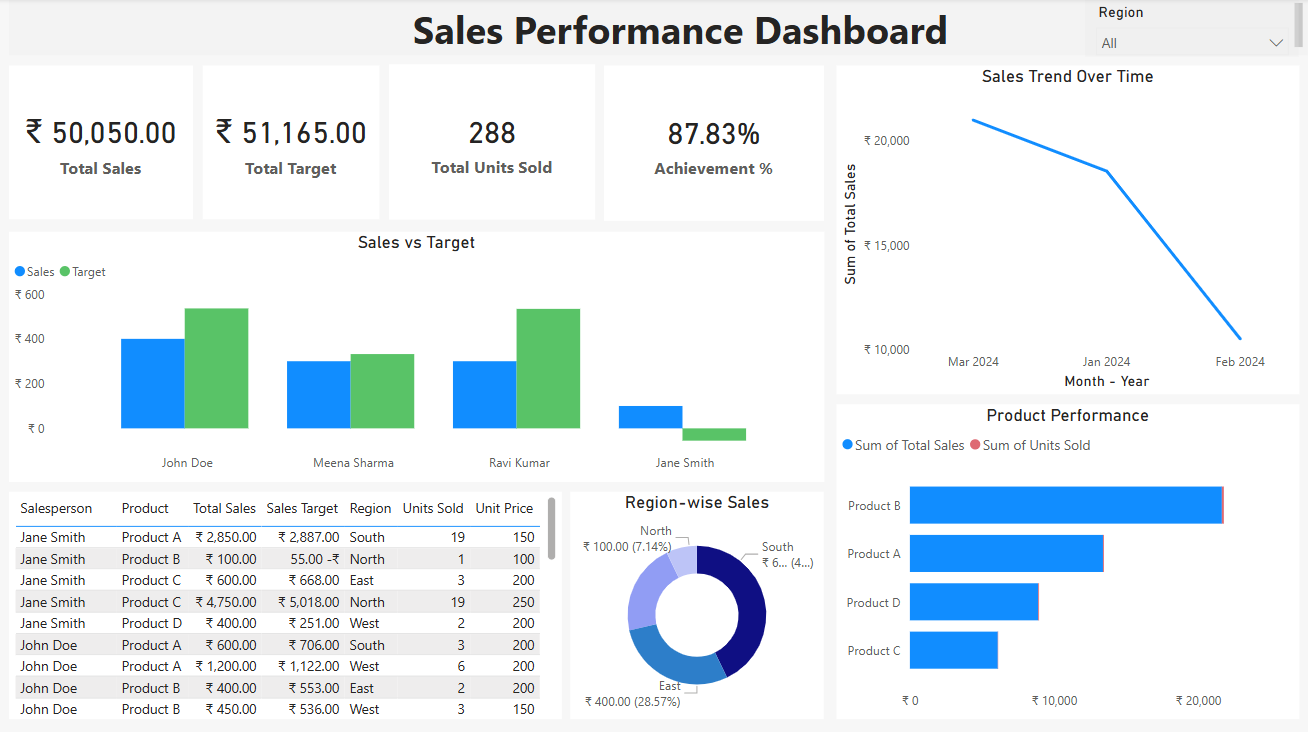 Sales Performance Dashboard
Region
All
₹ 50,050.00
Total Sales
₹ 51,165.00
Total Target
288
Total Units Sold
87.83%
Achievement %
Sales Trend Over Time
Sum of Total Sales
₹ 20,000
₹ 15,000
₹ 10,000
Mar 2024 Jan 2024 Feb 2024
Month - Year
Sales vs Target
Sales Target
₹ 600
₹ 400
₹ 200
₹ 0
John Doe Meena Sharma Ravi Kumar Jane Smith
Salesperson Product Total Sales Sales Target Region Units Sold Unit Price
Jane Smith Product A ₹ 2,850.00 ₹ 2,887.00 South 19 150
Jane Smith Product B ₹ 100.00 55.00 -₹ North 1 100
Jane Smith Product C ₹ 600.00 ₹ 668.00 East 3 200
Jane Smith Product C ₹ 4,750.00 ₹ 5,018.00 North 19 250
Jane Smith Product D ₹ 400.00 ₹ 251.00 West 2 200
John Doe Product A ₹ 600.00 ₹ 706.00 South 3 200
John Doe Product A ₹ 1,200.00 ₹ 1,122.00 West 6 200
John Doe Product B ₹ 400.00 ₹ 553.00 East 2 200
John Doe Product B ₹ 450.00 ₹ 536.00 West 3 150
Region-wise Sales
North
₹ 100.00 (7.14%)
South
₹ 6... (4...)
East
₹ 400.00 (28.57%)
Product Performance
Sum of Total Sales Sum of Units Sold
Product B
Product A
Product D
Product C
₹ 0 ₹ 10,000 ₹ 20,000